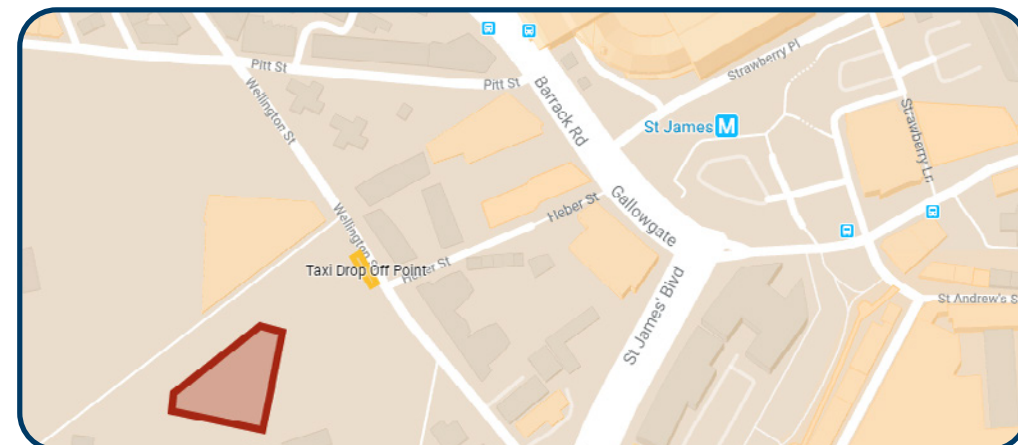 Pitt St
Pitt St
Wellington St
Barrack Rd
Strawberry Pl
St James M
Strawberry Ln
Wellington St
Heber St
Gallowgate
Taxi Drop Off Point
Heber St
St James' Blvd
St Andrew's S